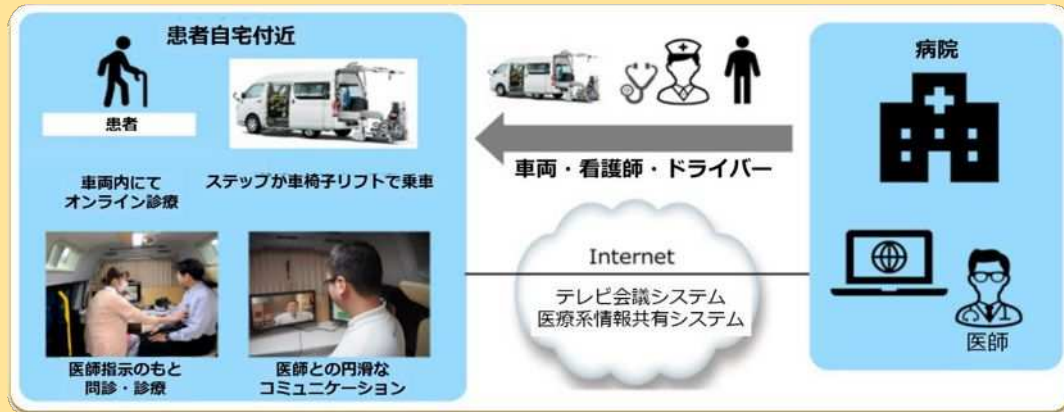 患者自宅付近
患者
車両内にて
オンライン診療
ステップが車椅子リフトで乗車
医師指示のもと
問診・診療
医師との円滑な
コミュニケーション
車両・看護師・ドライバー
Internet
テレビ会議システム
医療系情報共有システム
病院
医師